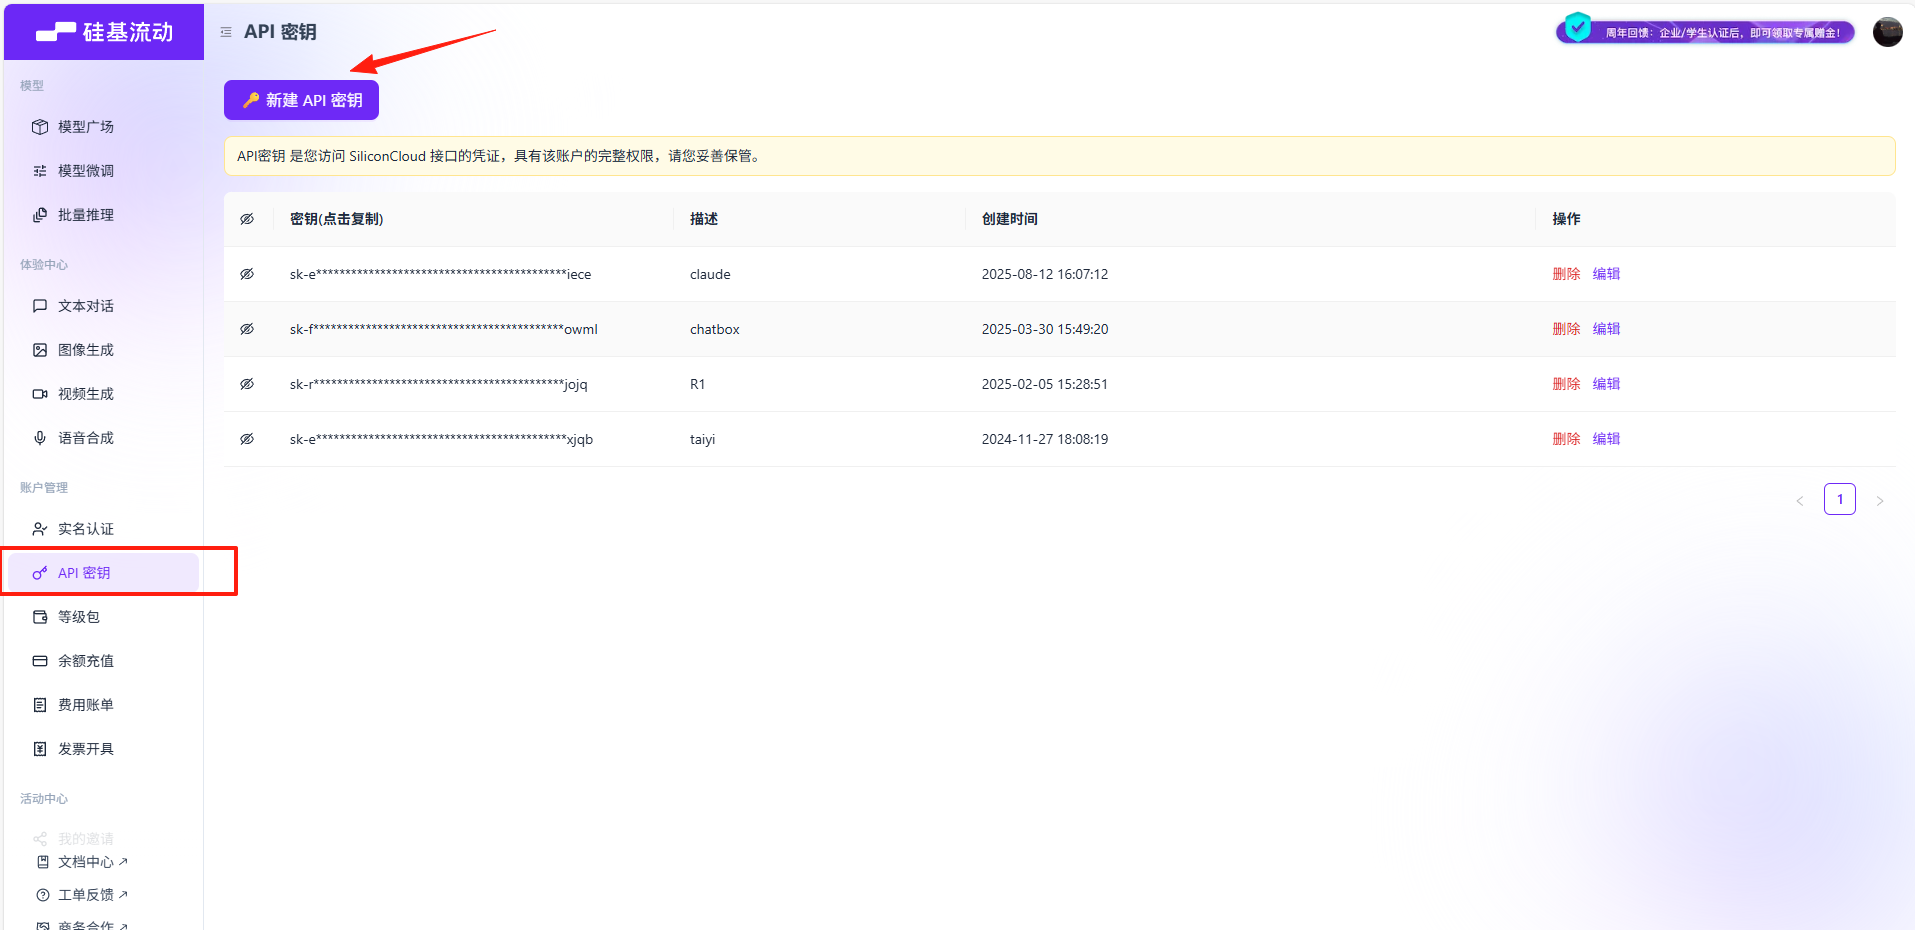 硅基流动
API 密钥
周年回馈：企业/学生认证后，即可领取专属赠金！
模型
模型广场
模型微调
批量推理
体验中心
文本对话
图像生成
视频生成
语音合成
账户管理
实名认证
API 密钥
等级包
余额充值
费用账单
发票开具
活动中心
我的邀请
文档中心
工单反馈
商务合作
新建 API 密钥
API密钥 是您访问 SiliconCloud 接口的凭证，具有该账户的完整权限，请您妥善保管。
密钥(点击复制) 描述 创建时间 操作
sk-e*******************************************iece claude 2025-08-12 16:07:12 删除 编辑
sk-f*******************************************owml chatbox 2025-03-30 15:49:20 删除 编辑
sk-r*******************************************jojq R1 2025-02-05 15:28:51 删除 编辑
sk-e*******************************************xjqb taiyi 2024-11-27 18:08:19 删除 编辑
1